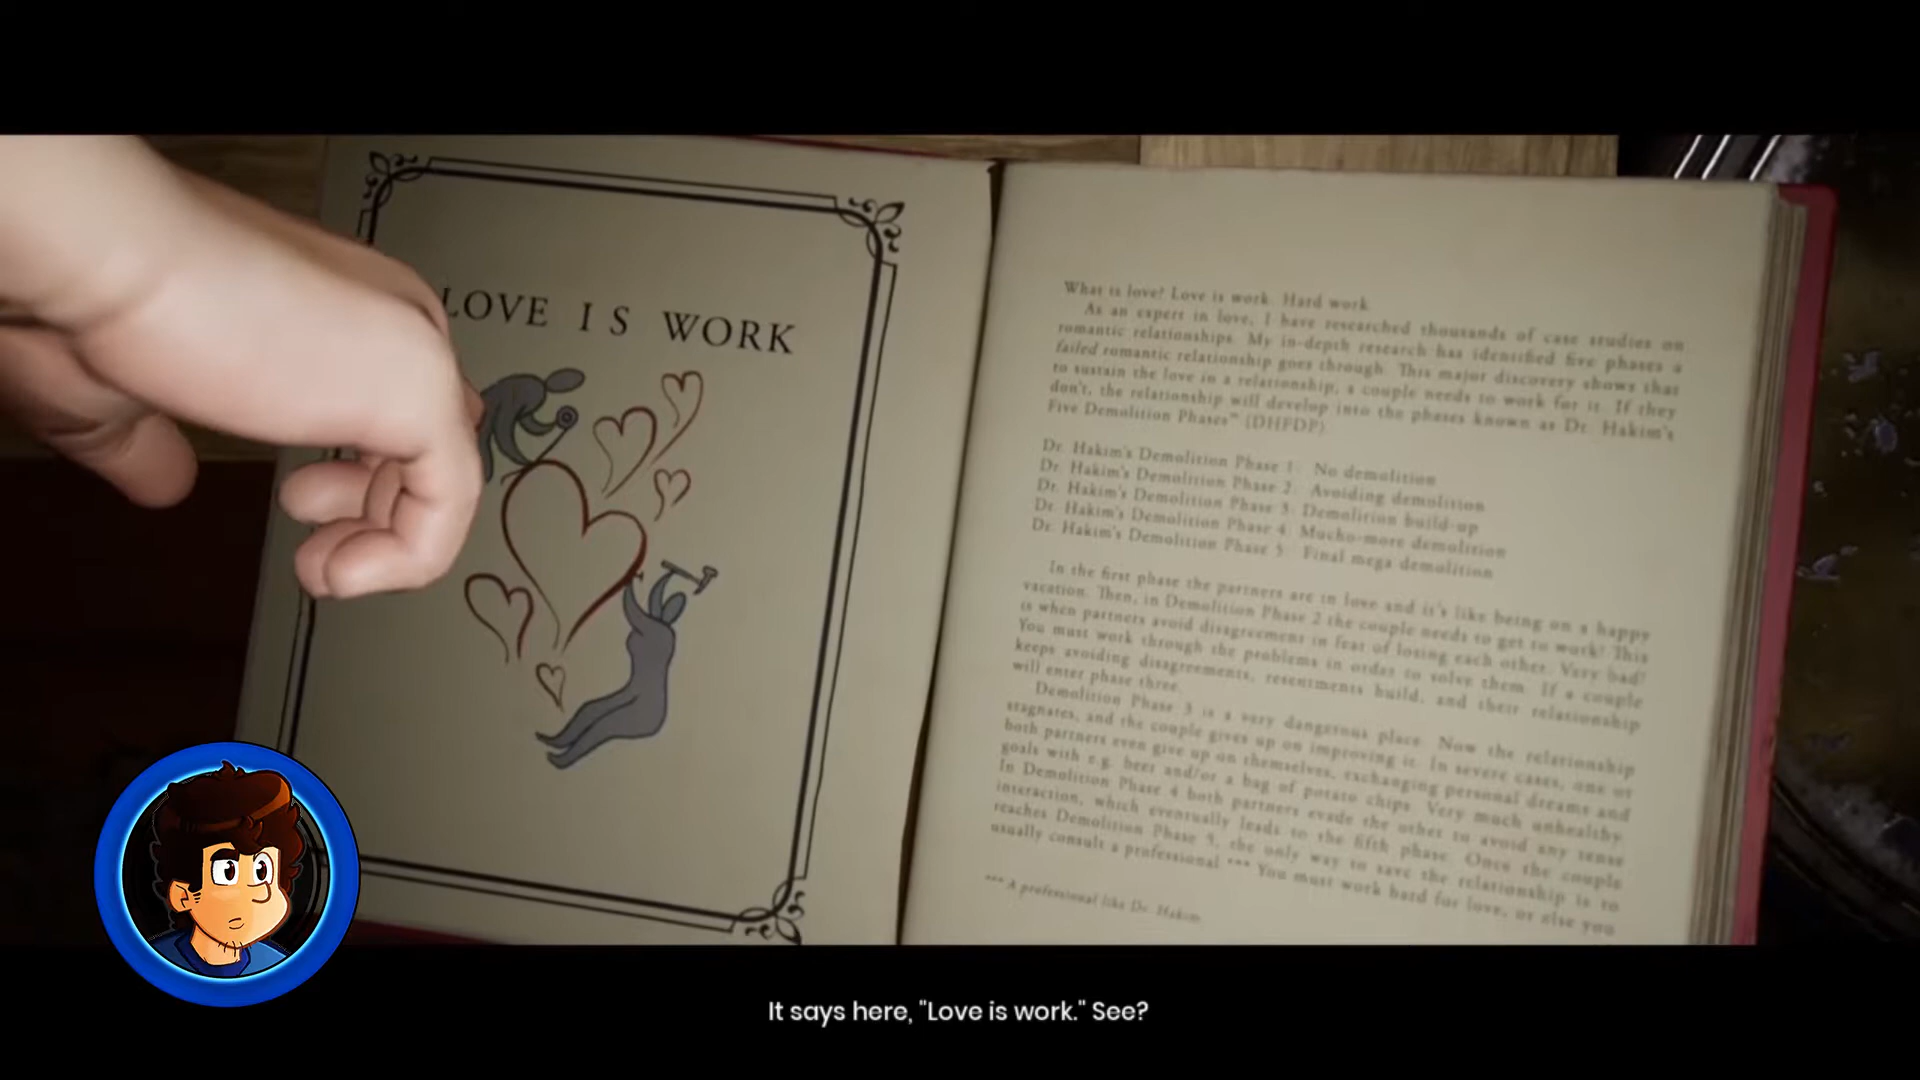 LOVE IS WORK
What is love? Love is work. Hard work.
As an expert in love, I have researched thousands of case studies on
romantic relationships. My in-depth research has identified five phases a
failed romantic relationship goes through. This major discovery shows that
to sustain the love in a relationship, a couple needs to work for it. If they
don't, the relationship will develop into the phases known as Dr. Hakim's
Five Demolition Phases™ (DHFDP).
Dr. Hakim's Demolition Phase 1: No demolition
Dr. Hakim's Demolition Phase 2: Avoiding demolition
Dr. Hakim's Demolition Phase 3: Demolition build-up
Dr. Hakim's Demolition Phase 4: Mucho-more demolition
Dr. Hakim's Demolition Phase 5: Final mega demolition
In the first phase the partners are in love and it's like being on a happy
vacation. Then, in Demolition Phase 2 the couple needs to get to work! This
is when partners avoid disagreement in fear of losing each other. Very bad!
You must work through the problems in order to solve them. If a couple
keeps avoiding disagreements, resentments build, and their relationship
will enter phase three.
Demolition Phase 3 is a very dangerous place. Now the relationship
stagnates, and the couple gives up on improving it. In severe cases, one or
both partners even give up on themselves, exchanging personal dreams and
goals with e.g. beer and/or a bag of potato chips. Very much unhealthy.
In Demolition Phase 4 both partners evade the other to avoid any tense
interaction, which eventually leads to the fifth phase. Once the couple
reaches Demolition Phase 5, the only way to save the relationship is to
usually consult a professional *** You must work hard for love, or else you
*** A professional like Dr. Hakim
It says here, "Love is work." See?